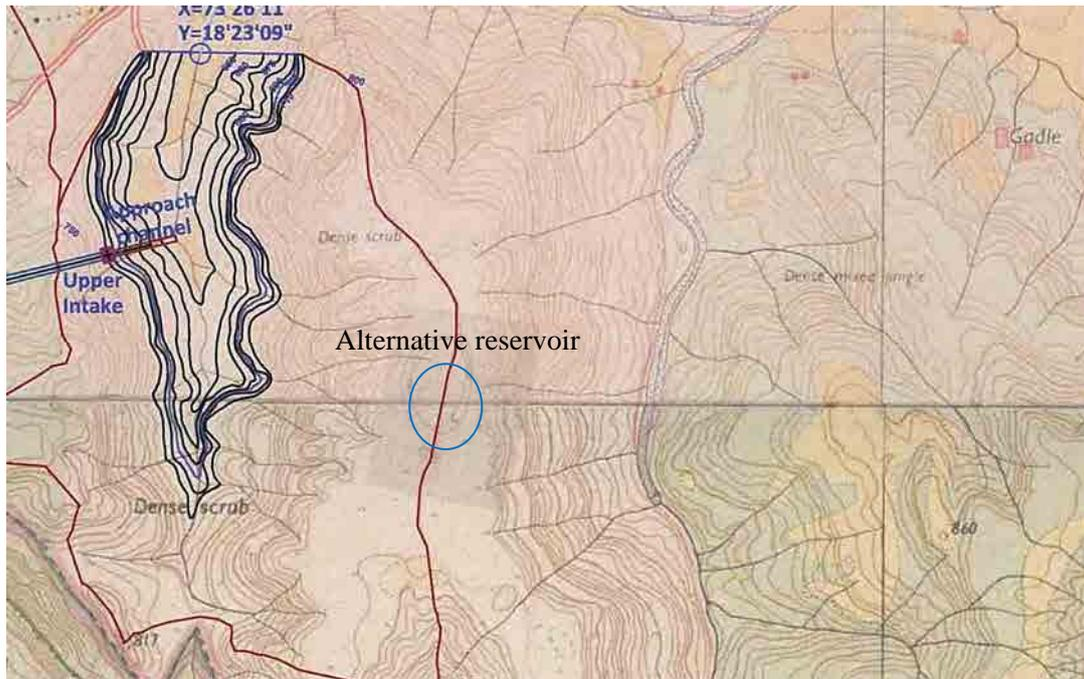 X=73 26 11
Y=18'23'09"
800
Gadle
Approach
channel
700
Dense scrub
Dense mixed jungle
Upper
Intake
Alternative reservoir
Dense scrub
860
817